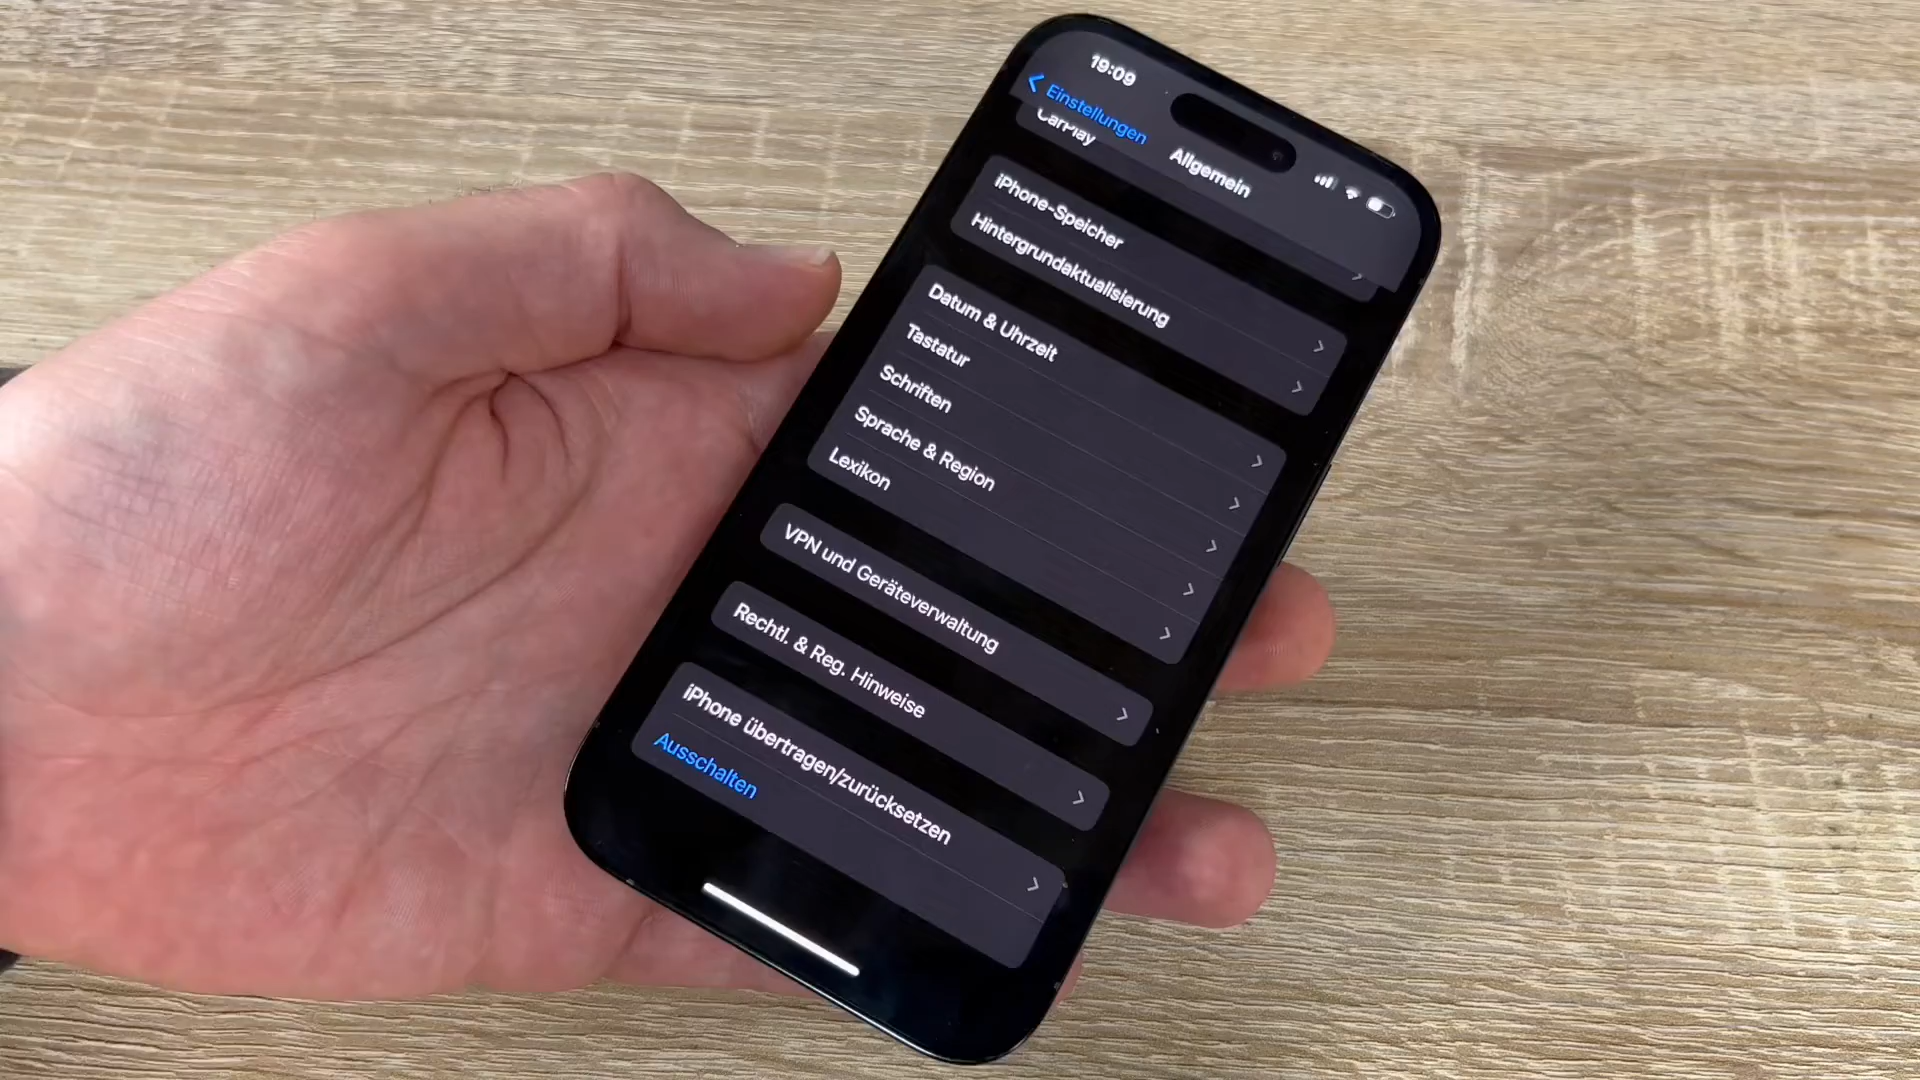 19:09
Einstellungen
Allgemein
CarPlay
iPhone-Speicher
Hintergrundaktualisierung
Datum & Uhrzeit
Tastatur
Schriften
Sprache & Region
Lexikon
VPN und Geräteverwaltung
Rechtl. & Reg. Hinweise
iPhone übertragen/zurücksetzen
Ausschalten